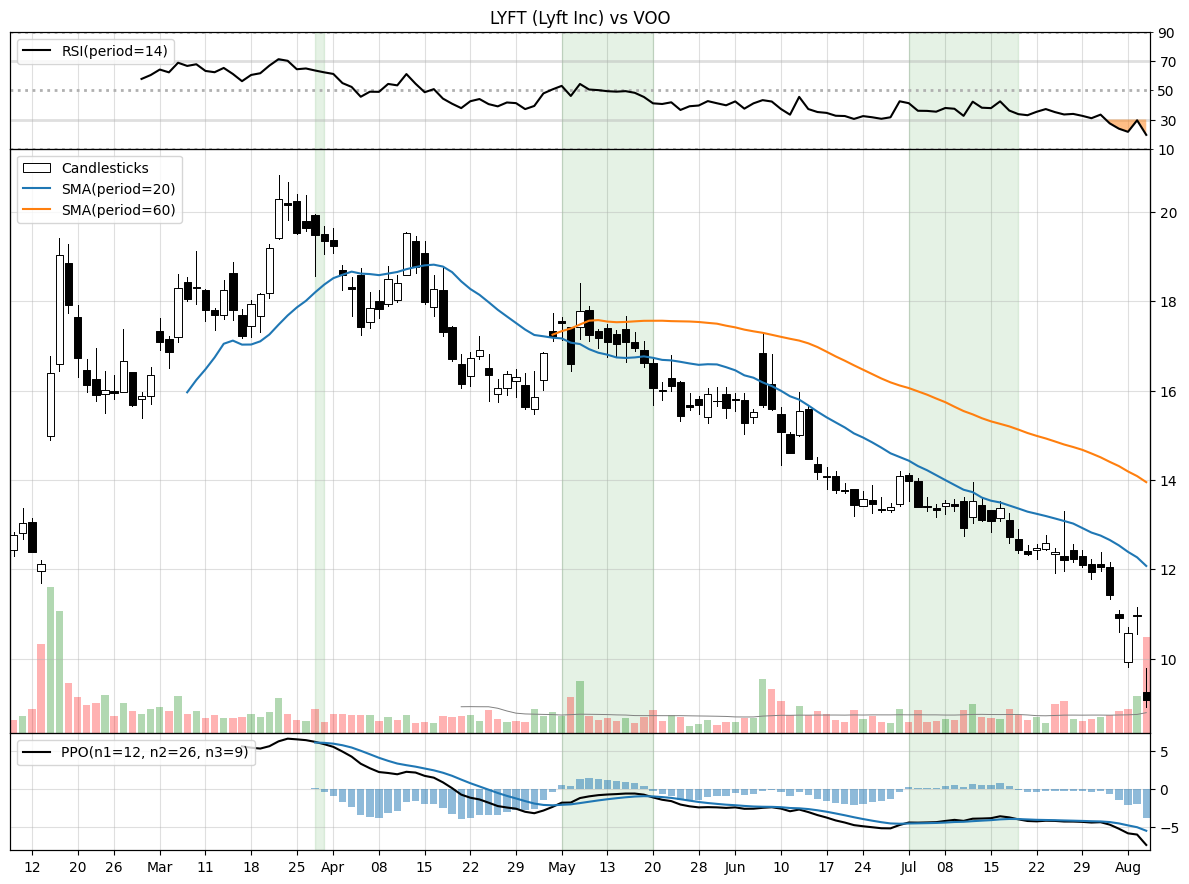 LYFT (Lyft Inc) vs VOO
RSI(period=14)
90
70
50
30
10
Candlesticks
SMA(period=20)
SMA(period=60)
20
18
16
14
12
10
PPO(n1=12, n2=26, n3=9)
5
0
−5
12 20 26 Mar 11 18 25 Apr 08 15 22 29 May 13 20 28 Jun 17 24 Jul 08 15 22 29 Aug